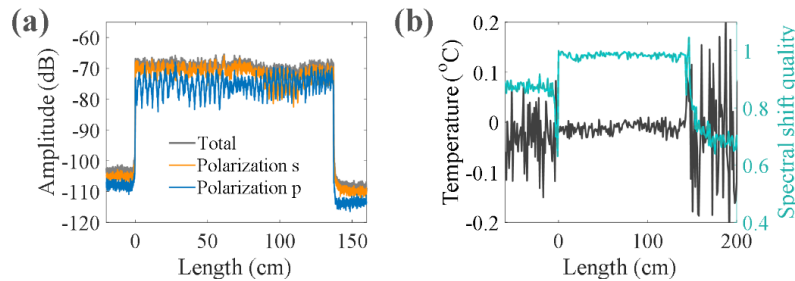 (a)
Amplitude (dB)
-60
-70
-80
-90
-100
-110
-120
Total
Polarization s
Polarization p
0
50
100
150
Length (cm)
(b)
Temperature (°C)
0.2
0.1
0
-0.1
-0.2
0
100
200
Length (cm)
1
0.8
0.6
0.4
Spectral shift quality